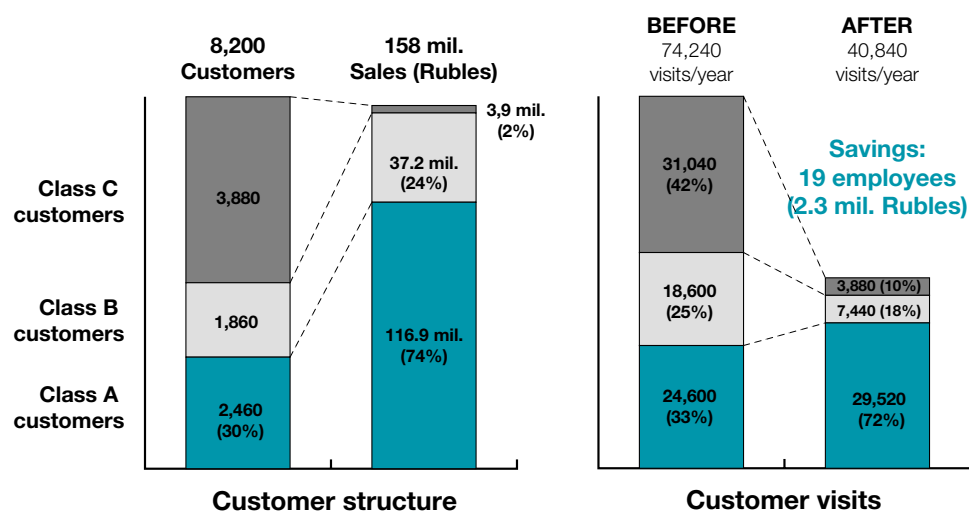 8,200
Customers
158 mil.
Sales (Rubles)
Class C
customers
Class B
customers
Class A
customers
3,880
1,860
2,460
(30%)
3,9 mil.
(2%)
37.2 mil.
(24%)
116.9 mil.
(74%)
Customer structure
BEFORE
74,240
visits/year
AFTER
40,840
visits/year
Savings:
19 employees
(2.3 mil. Rubles)
31,040
(42%)
18,600
(25%)
24,600
(33%)
3,880 (10%)
7,440 (18%)
29,520
(72%)
Customer visits